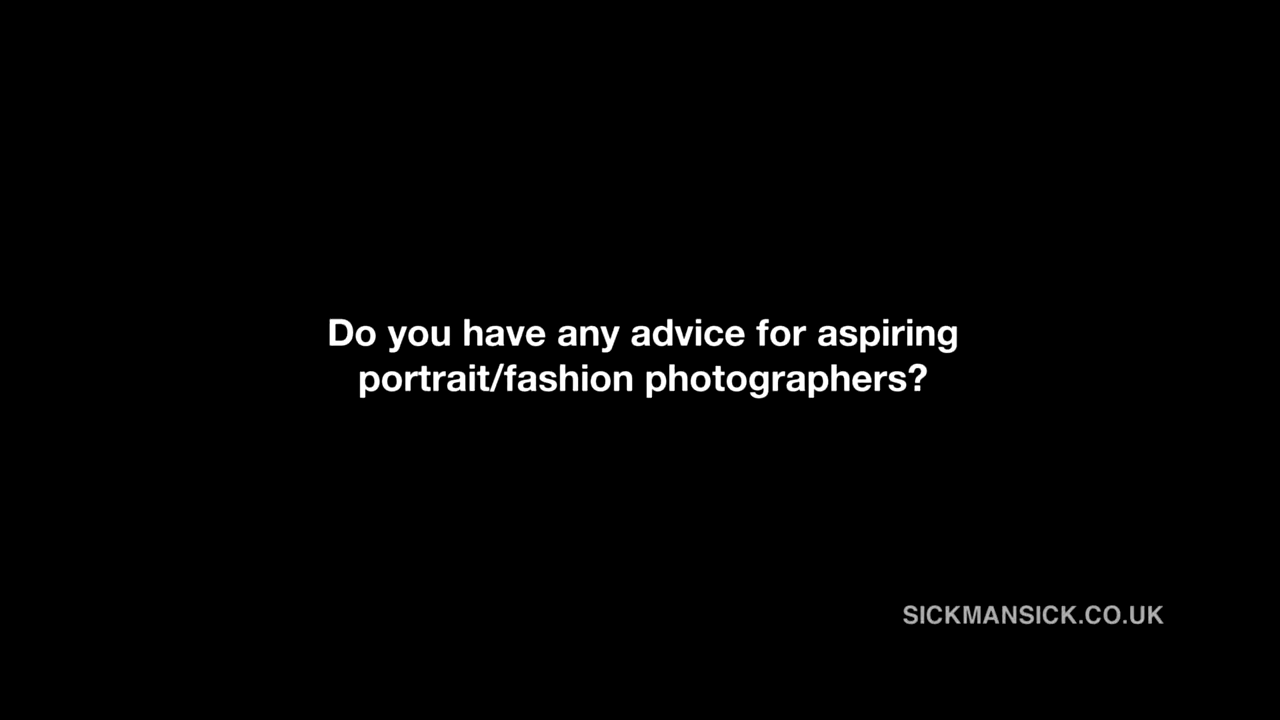 Do you have any advice for aspiring
portrait/fashion photographers?
SICKMANSICK.CO.UK